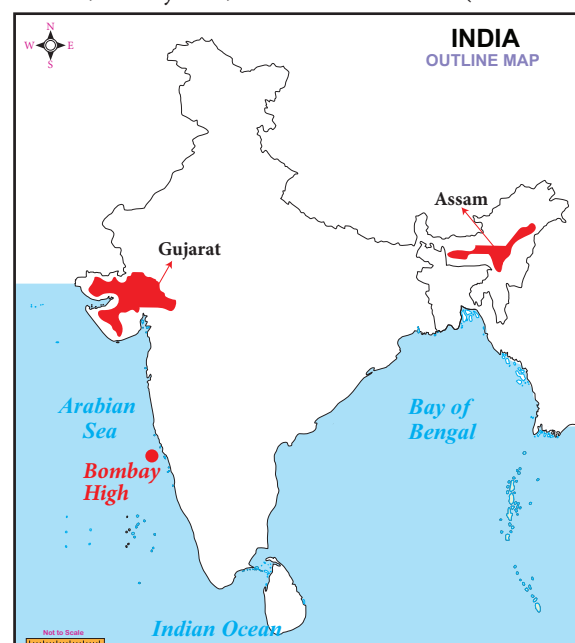 N
W E
S
INDIA
OUTLINE MAP
Assam
Gujarat
Arabian
Sea
Bay of
Bengal
Bombay
High
Indian Ocean
Not to Scale